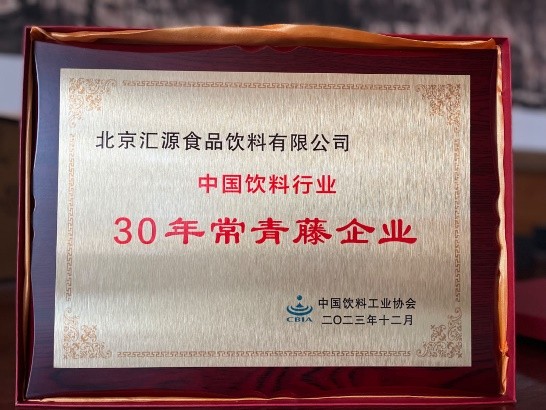 北京汇源食品饮料有限公司
中国饮料行业
30年常青藤企业
中国饮料工业协会
CBIA
二〇二三年十二月